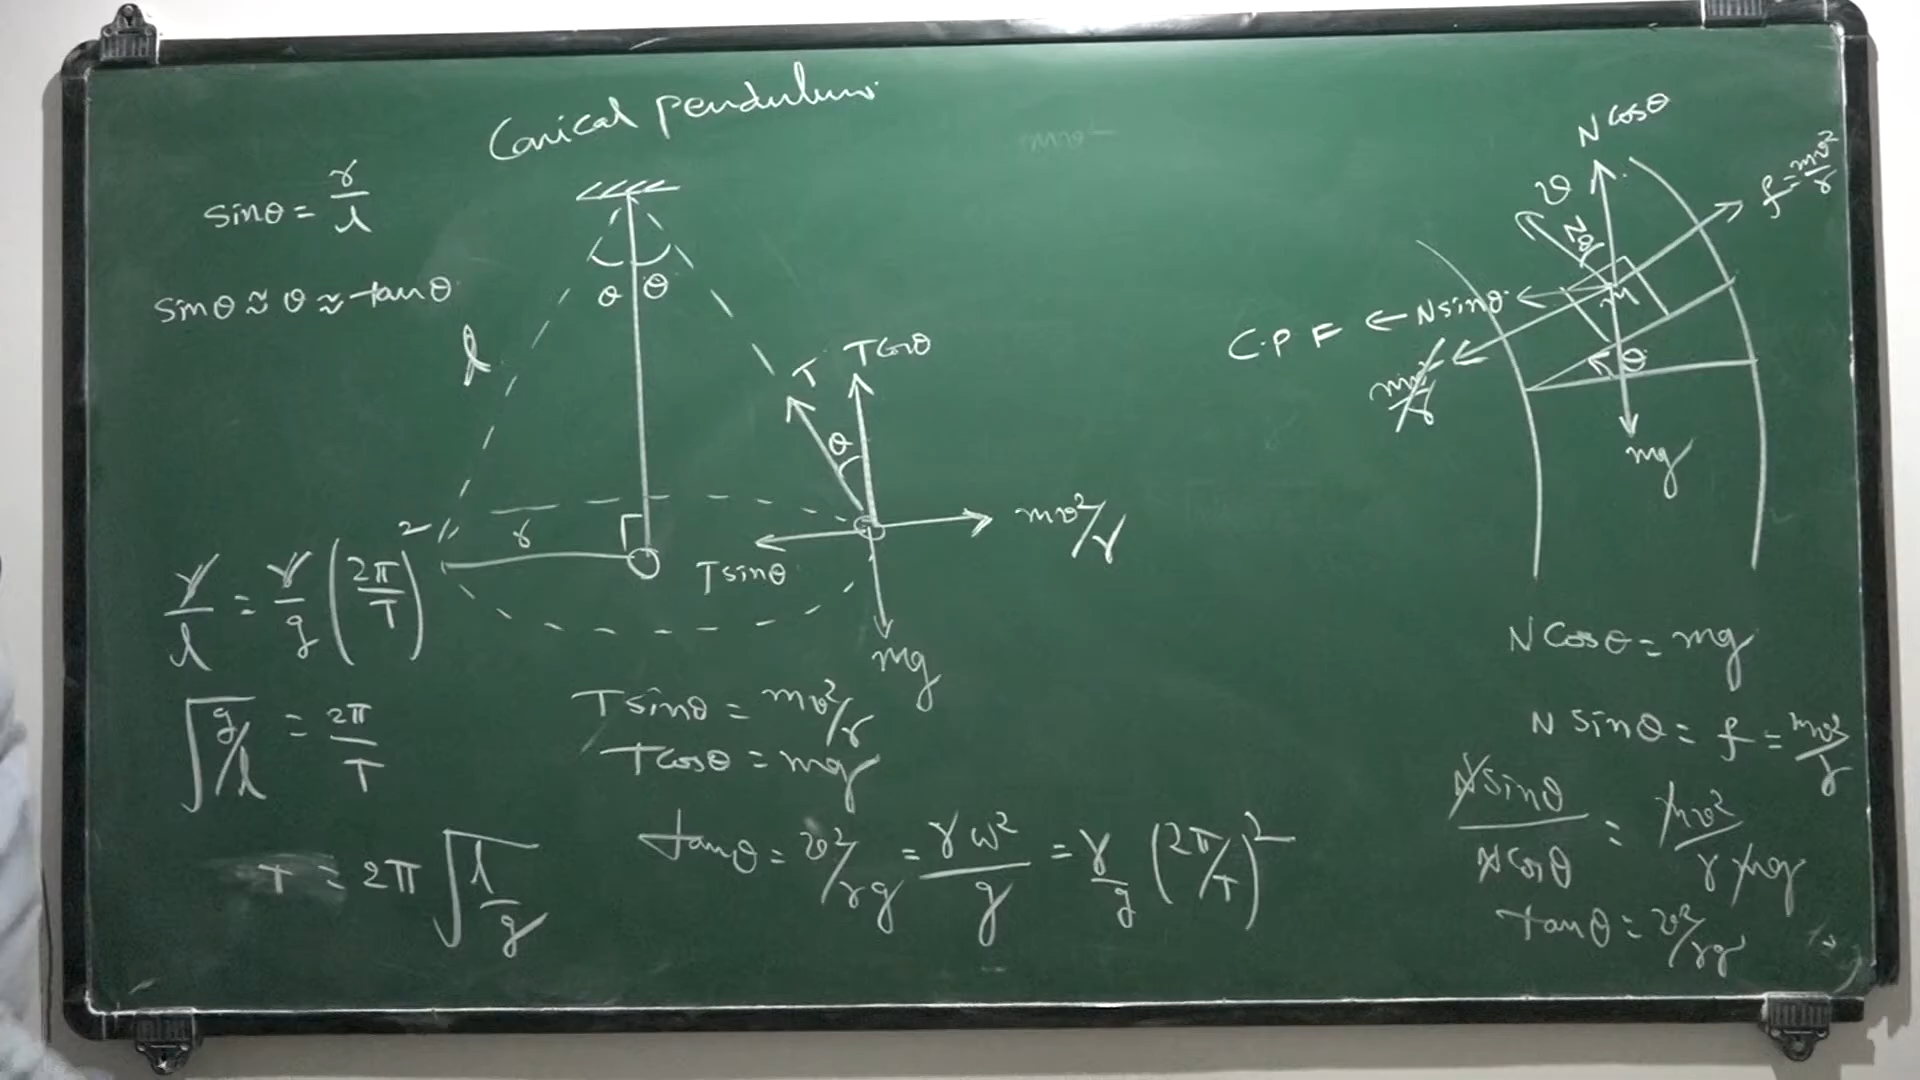 Conical pendulum.
sinθ = r/l
sinθ ≈ θ ≈ tanθ
θ θ
l
r
T
Tcosθ
θ
Tsinθ
mv²/r
mg
r/l = r/g (2π/T)²
√g/l = 2π/T
T = 2π √l/g
Tsinθ = mv²/r
Tcosθ = mg
tanθ = v²/rg = rω²/g = r/g (2π/T)²
N cosθ
v
N
θ
f = mv²/r
C.P F ← N sinθ
m
θ
mv²/r
mg
N cosθ = mg
N sinθ = f = mv²/r
N sinθ / N cosθ = mv² / r mg
tanθ = v²/rg